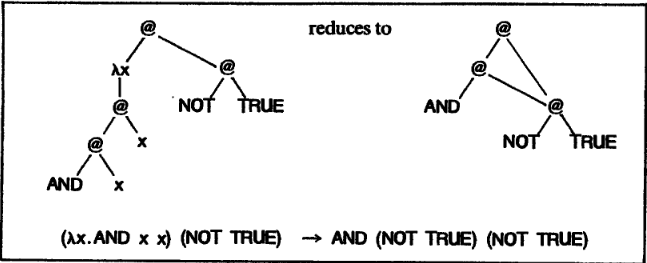 @ reduces to @
λx @ @
@ NOT TRUE AND @
@ x NOT TRUE
AND x
(λx.AND x x) (NOT TRUE) → AND (NOT TRUE) (NOT TRUE)